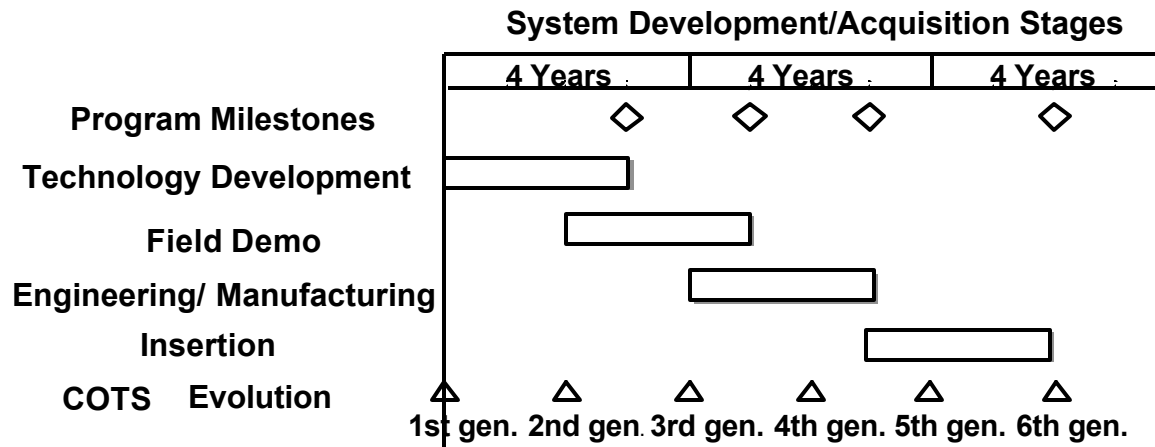 System Development/Acquisition Stages
4 Years 4 Years 4 Years
Program Milestones
Technology Development
Field Demo
Engineering/ Manufacturing
Insertion
COTS Evolution
1st gen. 2nd gen. 3rd gen. 4th gen. 5th gen. 6th gen.